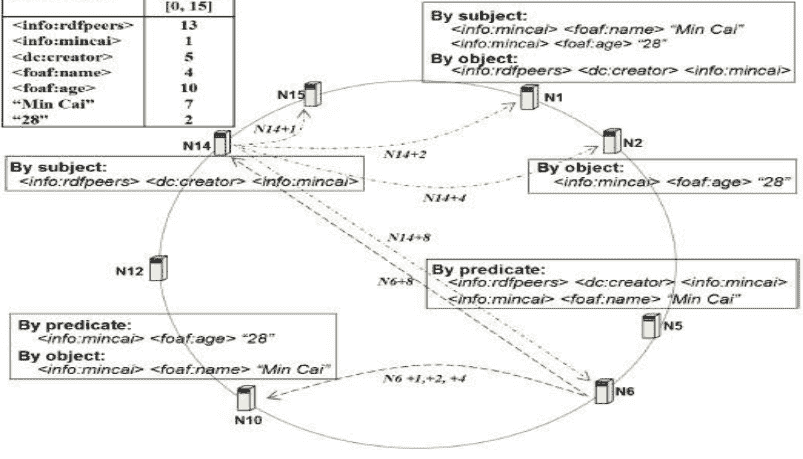 [0, 15]
<info:rdfpeers> 13
<info:mincai> 1
<dc:creator> 5
<foaf:name> 4
<foaf:age> 10
“Min Cai” 7
“28” 2
By subject:
<info:mincai> <foaf:name> “Min Cai”
<info:mincai> <foaf:age> “28”
By object:
<info:rdfpeers> <dc:creator> <info:mincai>
N15
N1
N14+1
N14
N14+2
N2
By subject:
<info:rdfpeers> <dc:creator> <info:mincai>
By object:
<info:mincai> <foaf:age> “28”
N14+4
N14+8
N12
N6+8
By predicate:
<info:rdfpeers> <dc:creator> <info:mincai>
<info:mincai> <foaf:name> “Min Cai”
N5
By predicate:
<info:mincai> <foaf:age> “28”
By object:
<info:mincai> <foaf:name> “Min Cai”
N6 +1,+2, +4
N6
N10